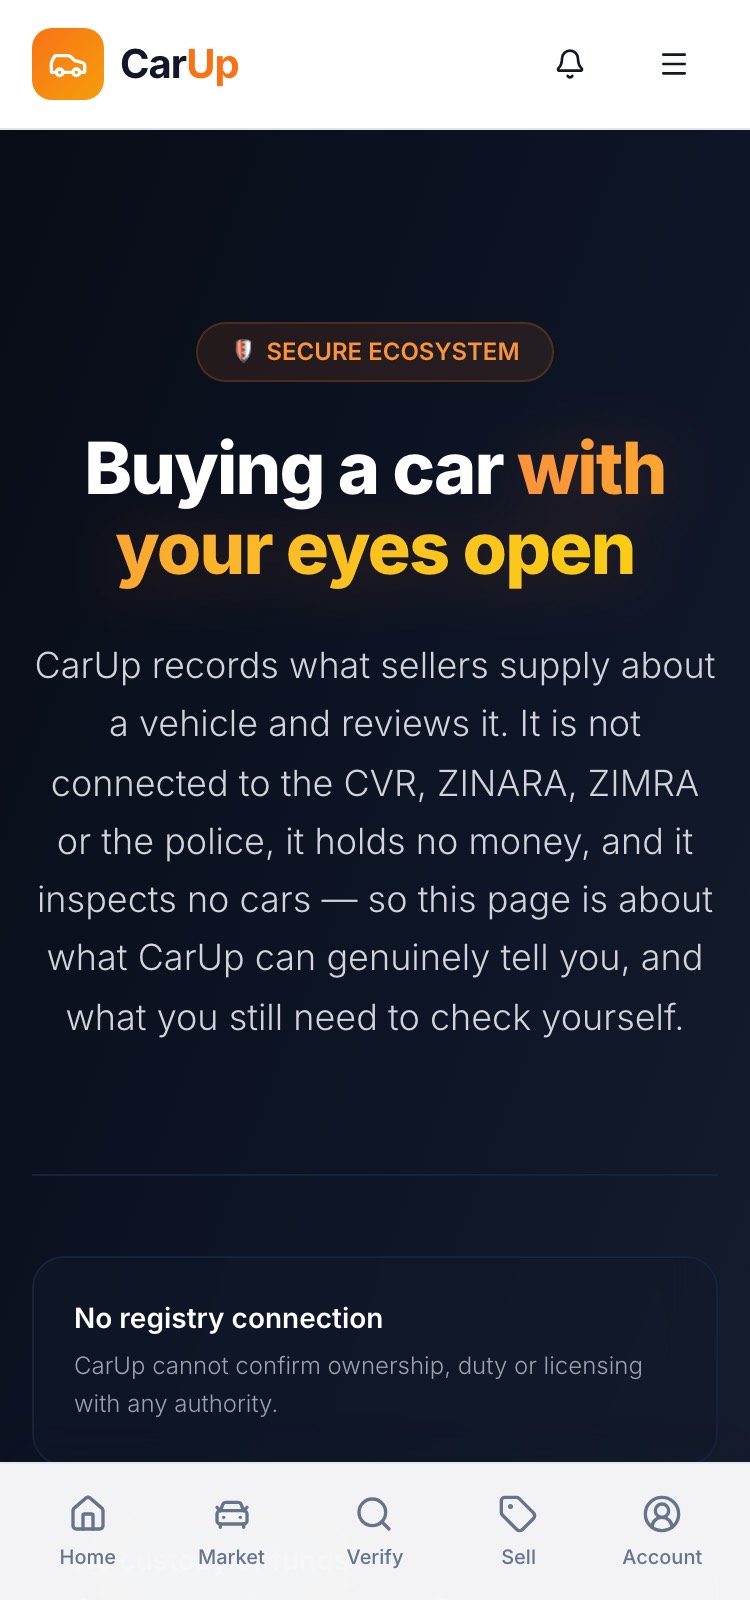 CarUp
SECURE ECOSYSTEM
Buying a car with
your eyes open
CarUp records what sellers supply about
a vehicle and reviews it. It is not
connected to the CVR, ZINARA, ZIMRA
or the police, it holds no money, and it
inspects no cars — so this page is about
what CarUp can genuinely tell you, and
what you still need to check yourself.
No registry connection
CarUp cannot confirm ownership, duty or licensing
with any authority.
Home Market Verify Sell Account